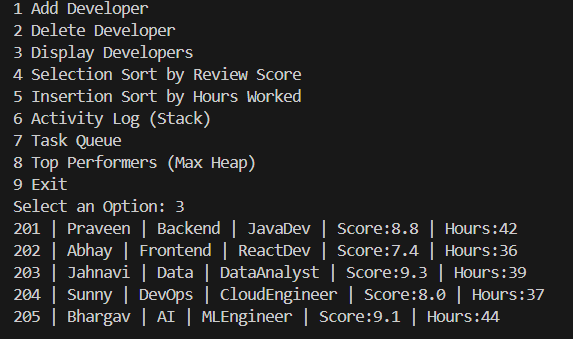 1 Add Developer
2 Delete Developer
3 Display Developers
4 Selection Sort by Review Score
5 Insertion Sort by Hours Worked
6 Activity Log (Stack)
7 Task Queue
8 Top Performers (Max Heap)
9 Exit
Select an Option: 3
201 | Praveen | Backend | JavaDev | Score:8.8 | Hours:42
202 | Abhay | Frontend | ReactDev | Score:7.4 | Hours:36
203 | Jahnavi | Data | DataAnalyst | Score:9.3 | Hours:39
204 | Sunny | DevOps | CloudEngineer | Score:8.0 | Hours:37
205 | Bhargav | AI | MLEngineer | Score:9.1 | Hours:44